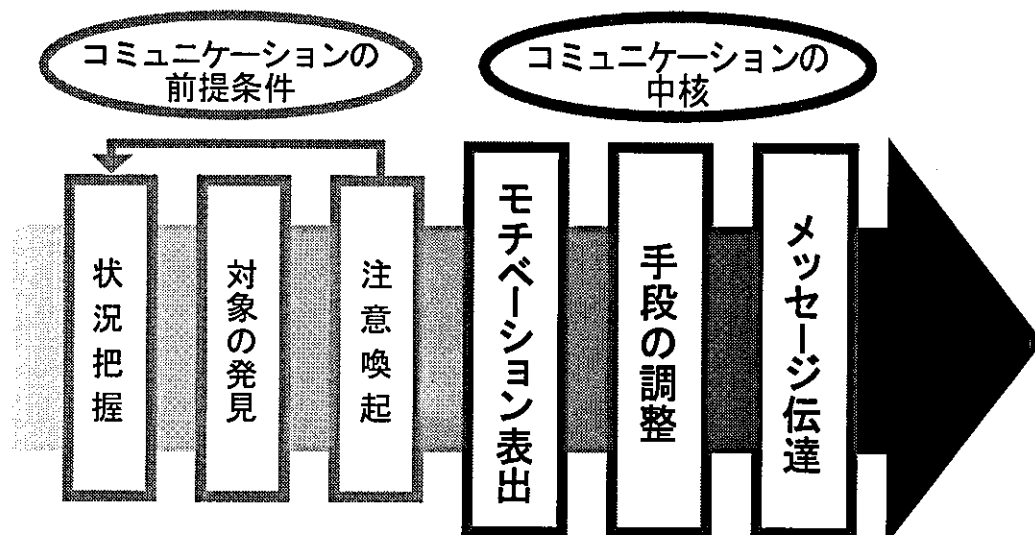 コミュニケーションの
前提条件
コミュニケーションの
中核
状況把握
対象の発見
注意喚起
モチベーション表出
手段の調整
メッセージ伝達